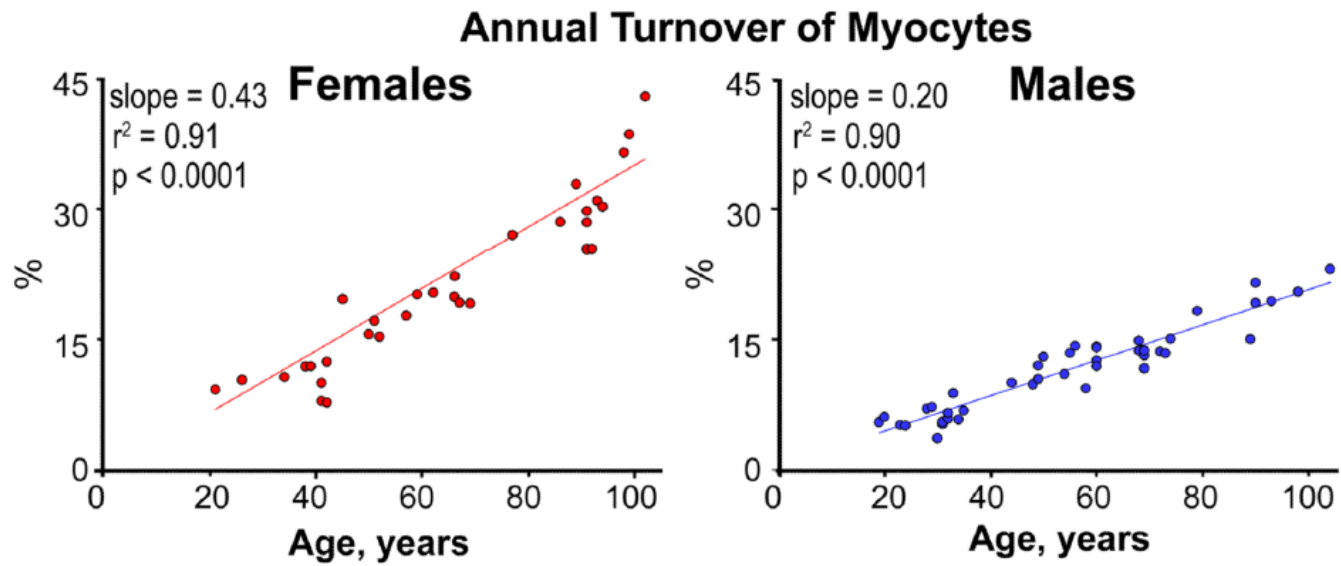 Annual Turnover of Myocytes
Females
slope = 0.43
r² = 0.91
p < 0.0001
45
30
15
0
%
0 20 40 60 80 100
Age, years
Males
slope = 0.20
r² = 0.90
p < 0.0001
45
30
15
0
%
0 20 40 60 80 100
Age, years